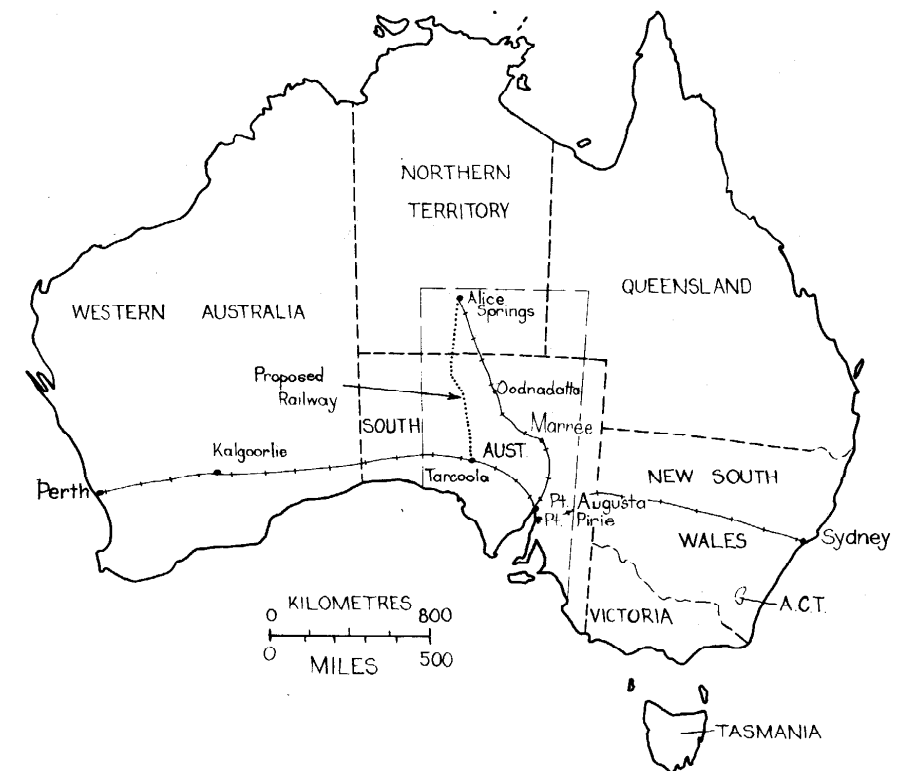 NORTHERN
TERRITORY
QUEENSLAND
WESTERN AUSTRALIA
Alice
Springs
Proposed
Railway
Oodnadatta
Marree
SOUTH
AUST.
Kalgoorlie
Tarcoola
NEW SOUTH
WALES
Perth
Pt. Augusta
Pt. Pirie
Sydney
A.C.T.
VICTORIA
0 KILOMETRES 800
0 MILES 500
TASMANIA